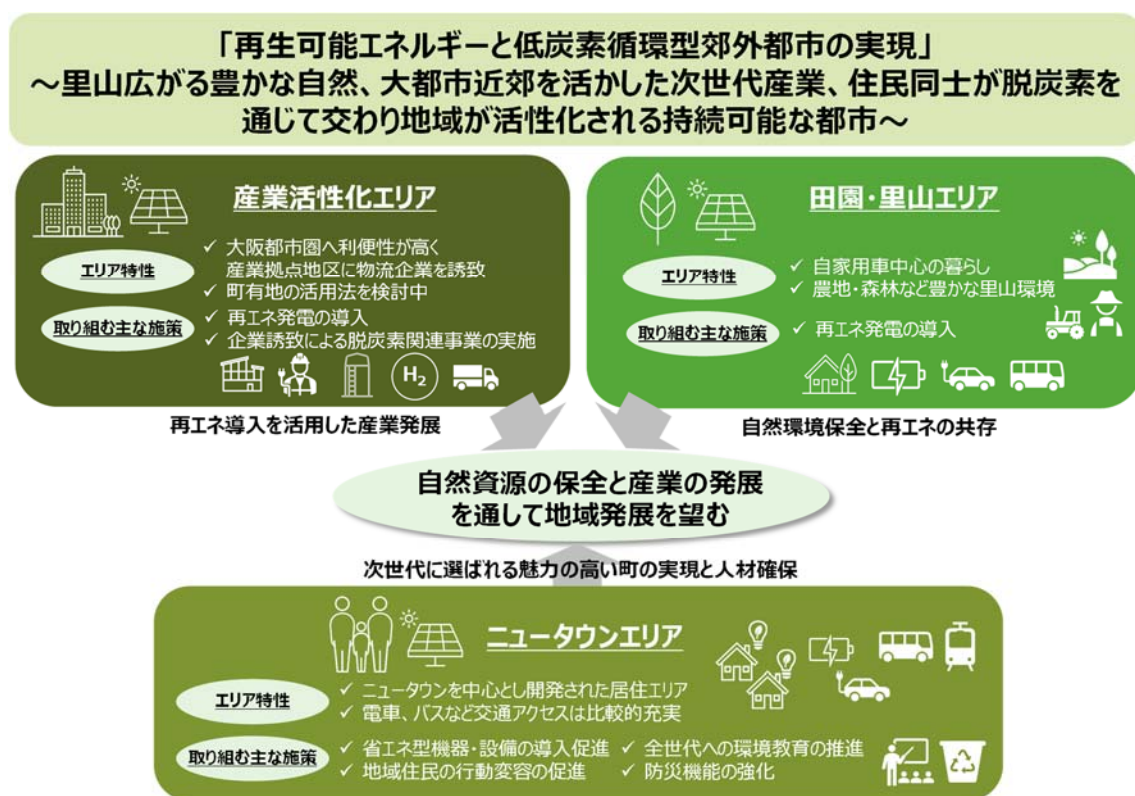 「再生可能エネルギーと低炭素循環型郊外都市の実現」
～里山広がる豊かな自然、大都市近郊を活かした次世代産業、住民同士が脱炭素を
通じて交わり地域が活性化される持続可能な都市～
産業活性化エリア
エリア特性
✓ 大阪都市圏へ利便性が高く
産業拠点地区に物流企業を誘致
✓ 町有地の活用法を検討中
取り組む主な施策
✓ 再エネ発電の導入
✓ 企業誘致による脱炭素関連事業の実施
H2
再エネ導入を活用した産業発展
田園・里山エリア
エリア特性
✓ 自家用車中心の暮らし
✓ 農地・森林など豊かな里山環境
取り組む主な施策
✓ 再エネ発電の導入
自然環境保全と再エネの共存
自然資源の保全と産業の発展
を通して地域発展を望む
次世代に選ばれる魅力の高い町の実現と人材確保
ニュータウンエリア
エリア特性
✓ ニュータウンを中心とし開発された居住エリア
✓ 電車、バスなど交通アクセスは比較的充実
取り組む主な施策
✓ 省エネ型機器・設備の導入促進 ✓ 全世代への環境教育の推進
✓ 地域住民の行動変容の促進 ✓ 防災機能の強化